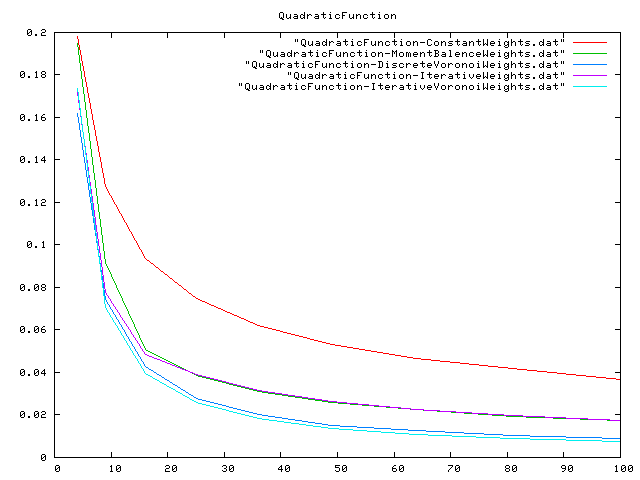 QuadraticFunction
"QuadraticFunction-ConstantWeights.dat"
"QuadraticFunction-MomentBalenceWeights.dat"
"QuadraticFunction-DiscreteVoronoiWeights.dat"
"QuadraticFunction-IterativeWeights.dat"
"QuadraticFunction-IterativeVoronoiWeights.dat"
0.2
0.18
0.16
0.14
0.12
0.1
0.08
0.06
0.04
0.02
0
0 10 20 30 40 50 60 70 80 90 100